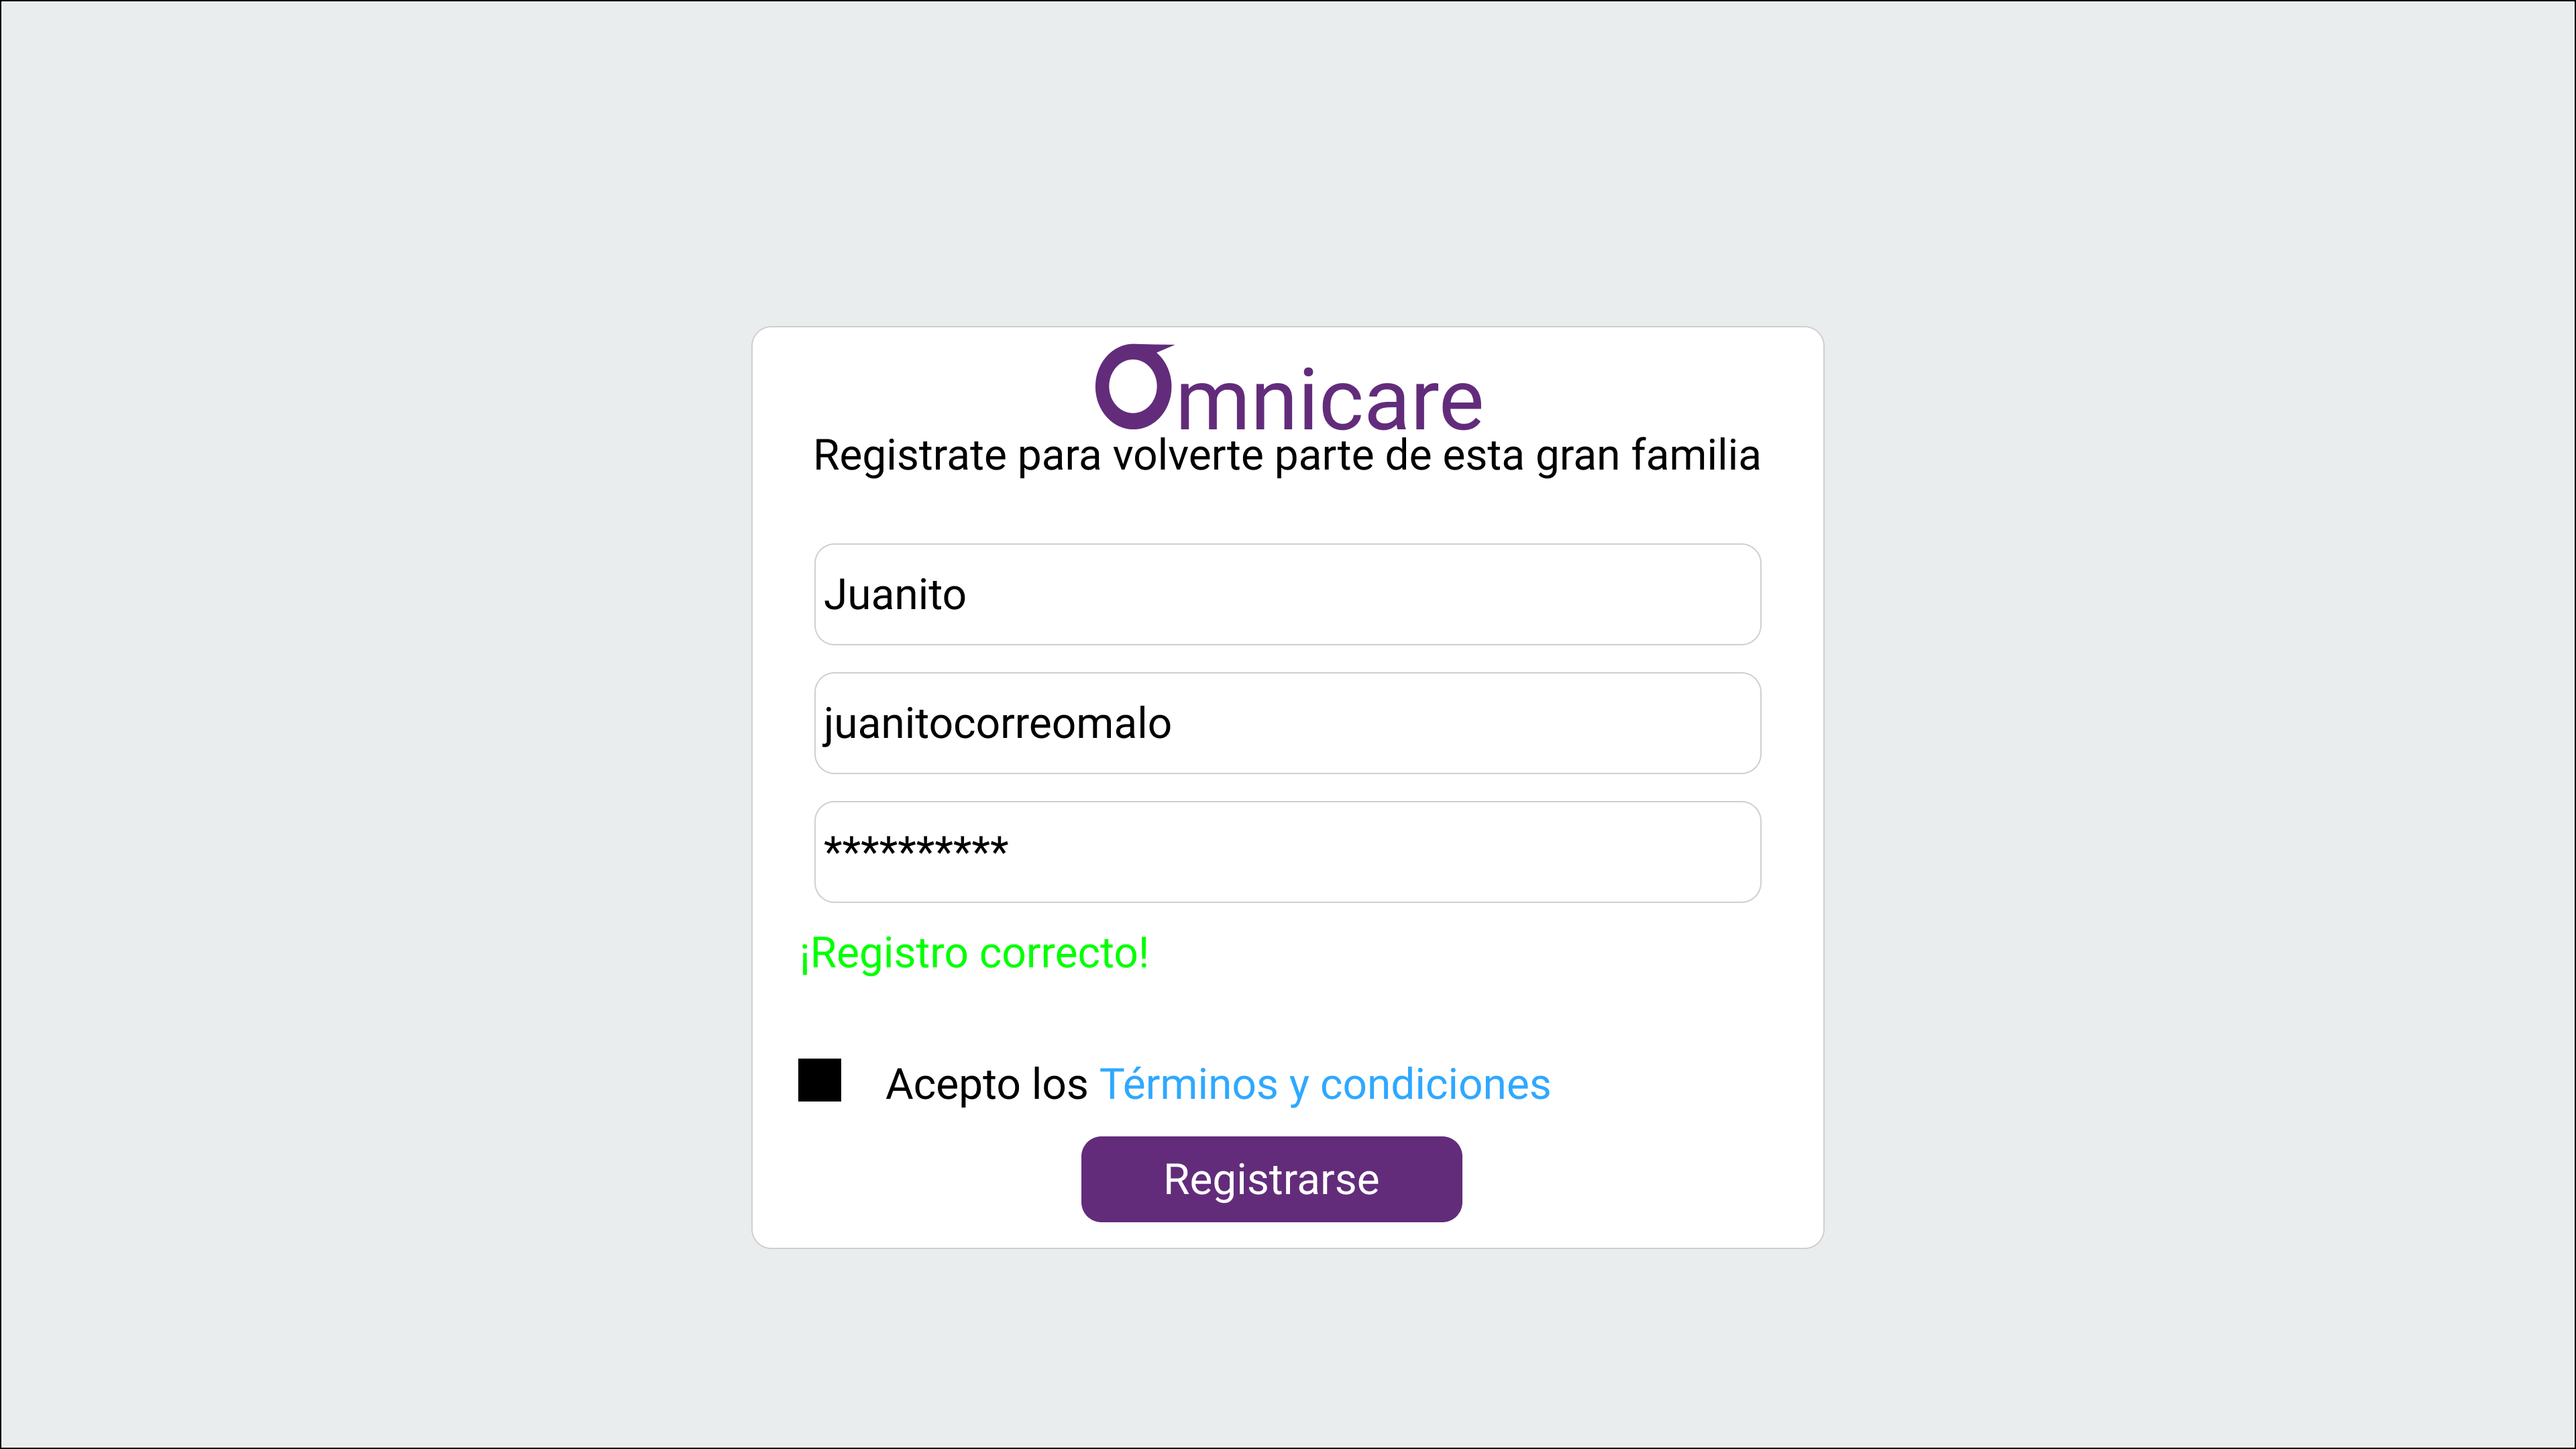 Omnicare
Registrate para volverte parte de esta gran familia
Juanito
juanitocorreomalo
**********
¡Registro correcto!
Acepto los Términos y condiciones
Registrarse